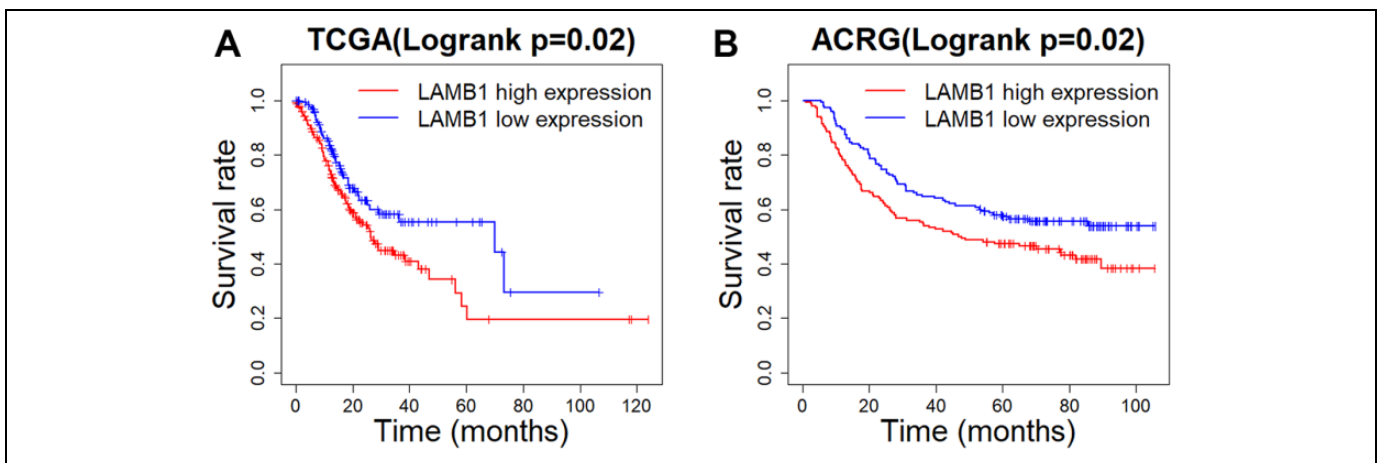 A TCGA(Logrank p=0.02)
LAMB1 high expression
LAMB1 low expression
Survival rate
0.0 0.2 0.4 0.6 0.8 1.0
0 20 40 60 80 100 120
Time (months)
B ACRG(Logrank p=0.02)
LAMB1 high expression
LAMB1 low expression
Survival rate
0.0 0.2 0.4 0.6 0.8 1.0
0 20 40 60 80 100
Time (months)